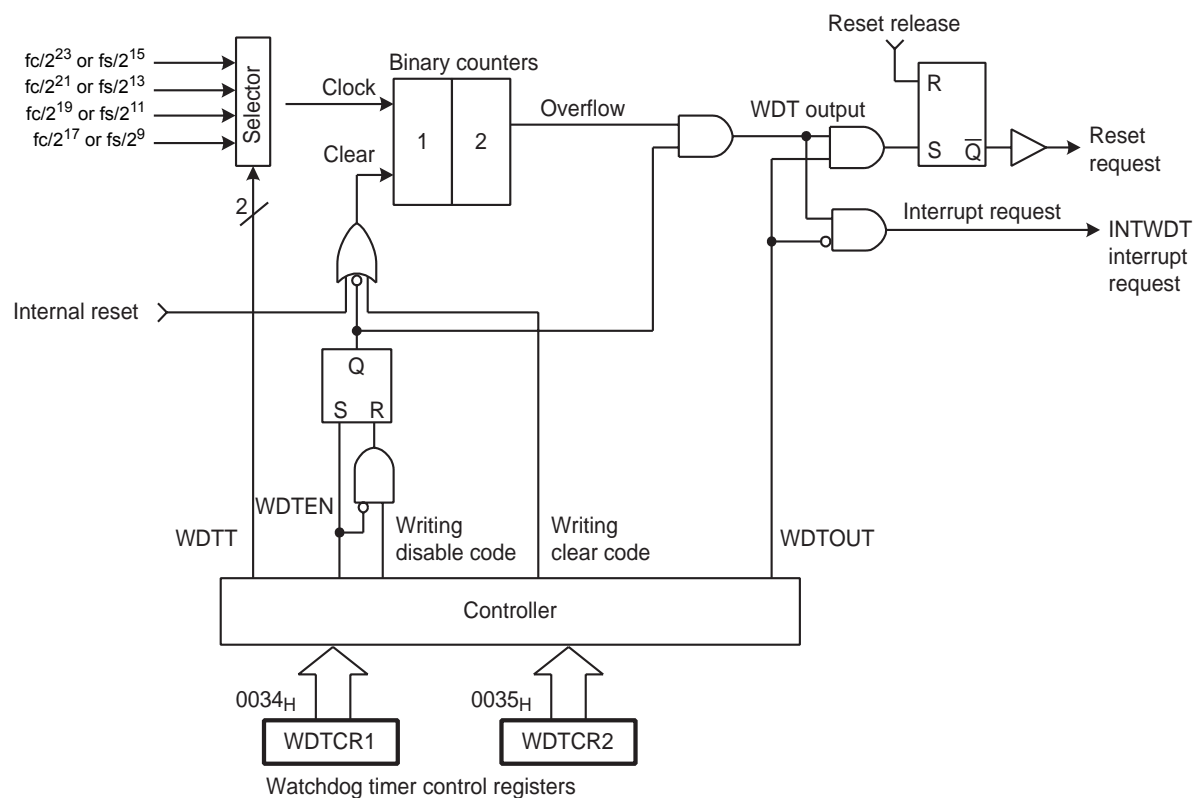 Reset release
fc/2^23 or fs/2^15
fc/2^21 or fs/2^13
fc/2^19 or fs/2^11
fc/2^17 or fs/2^9
Selector
Binary counters
Clock
Clear
1
2
Overflow
WDT output
R
S
Q̅
Reset
request
2
Interrupt request
INTWDT
interrupt
request
Internal reset
Q
S
R
WDTEN
WDTT
Writing
disable code
Writing
clear code
WDTOUT
Controller
0034H
0035H
WDTCR1
WDTCR2
Watchdog timer control registers